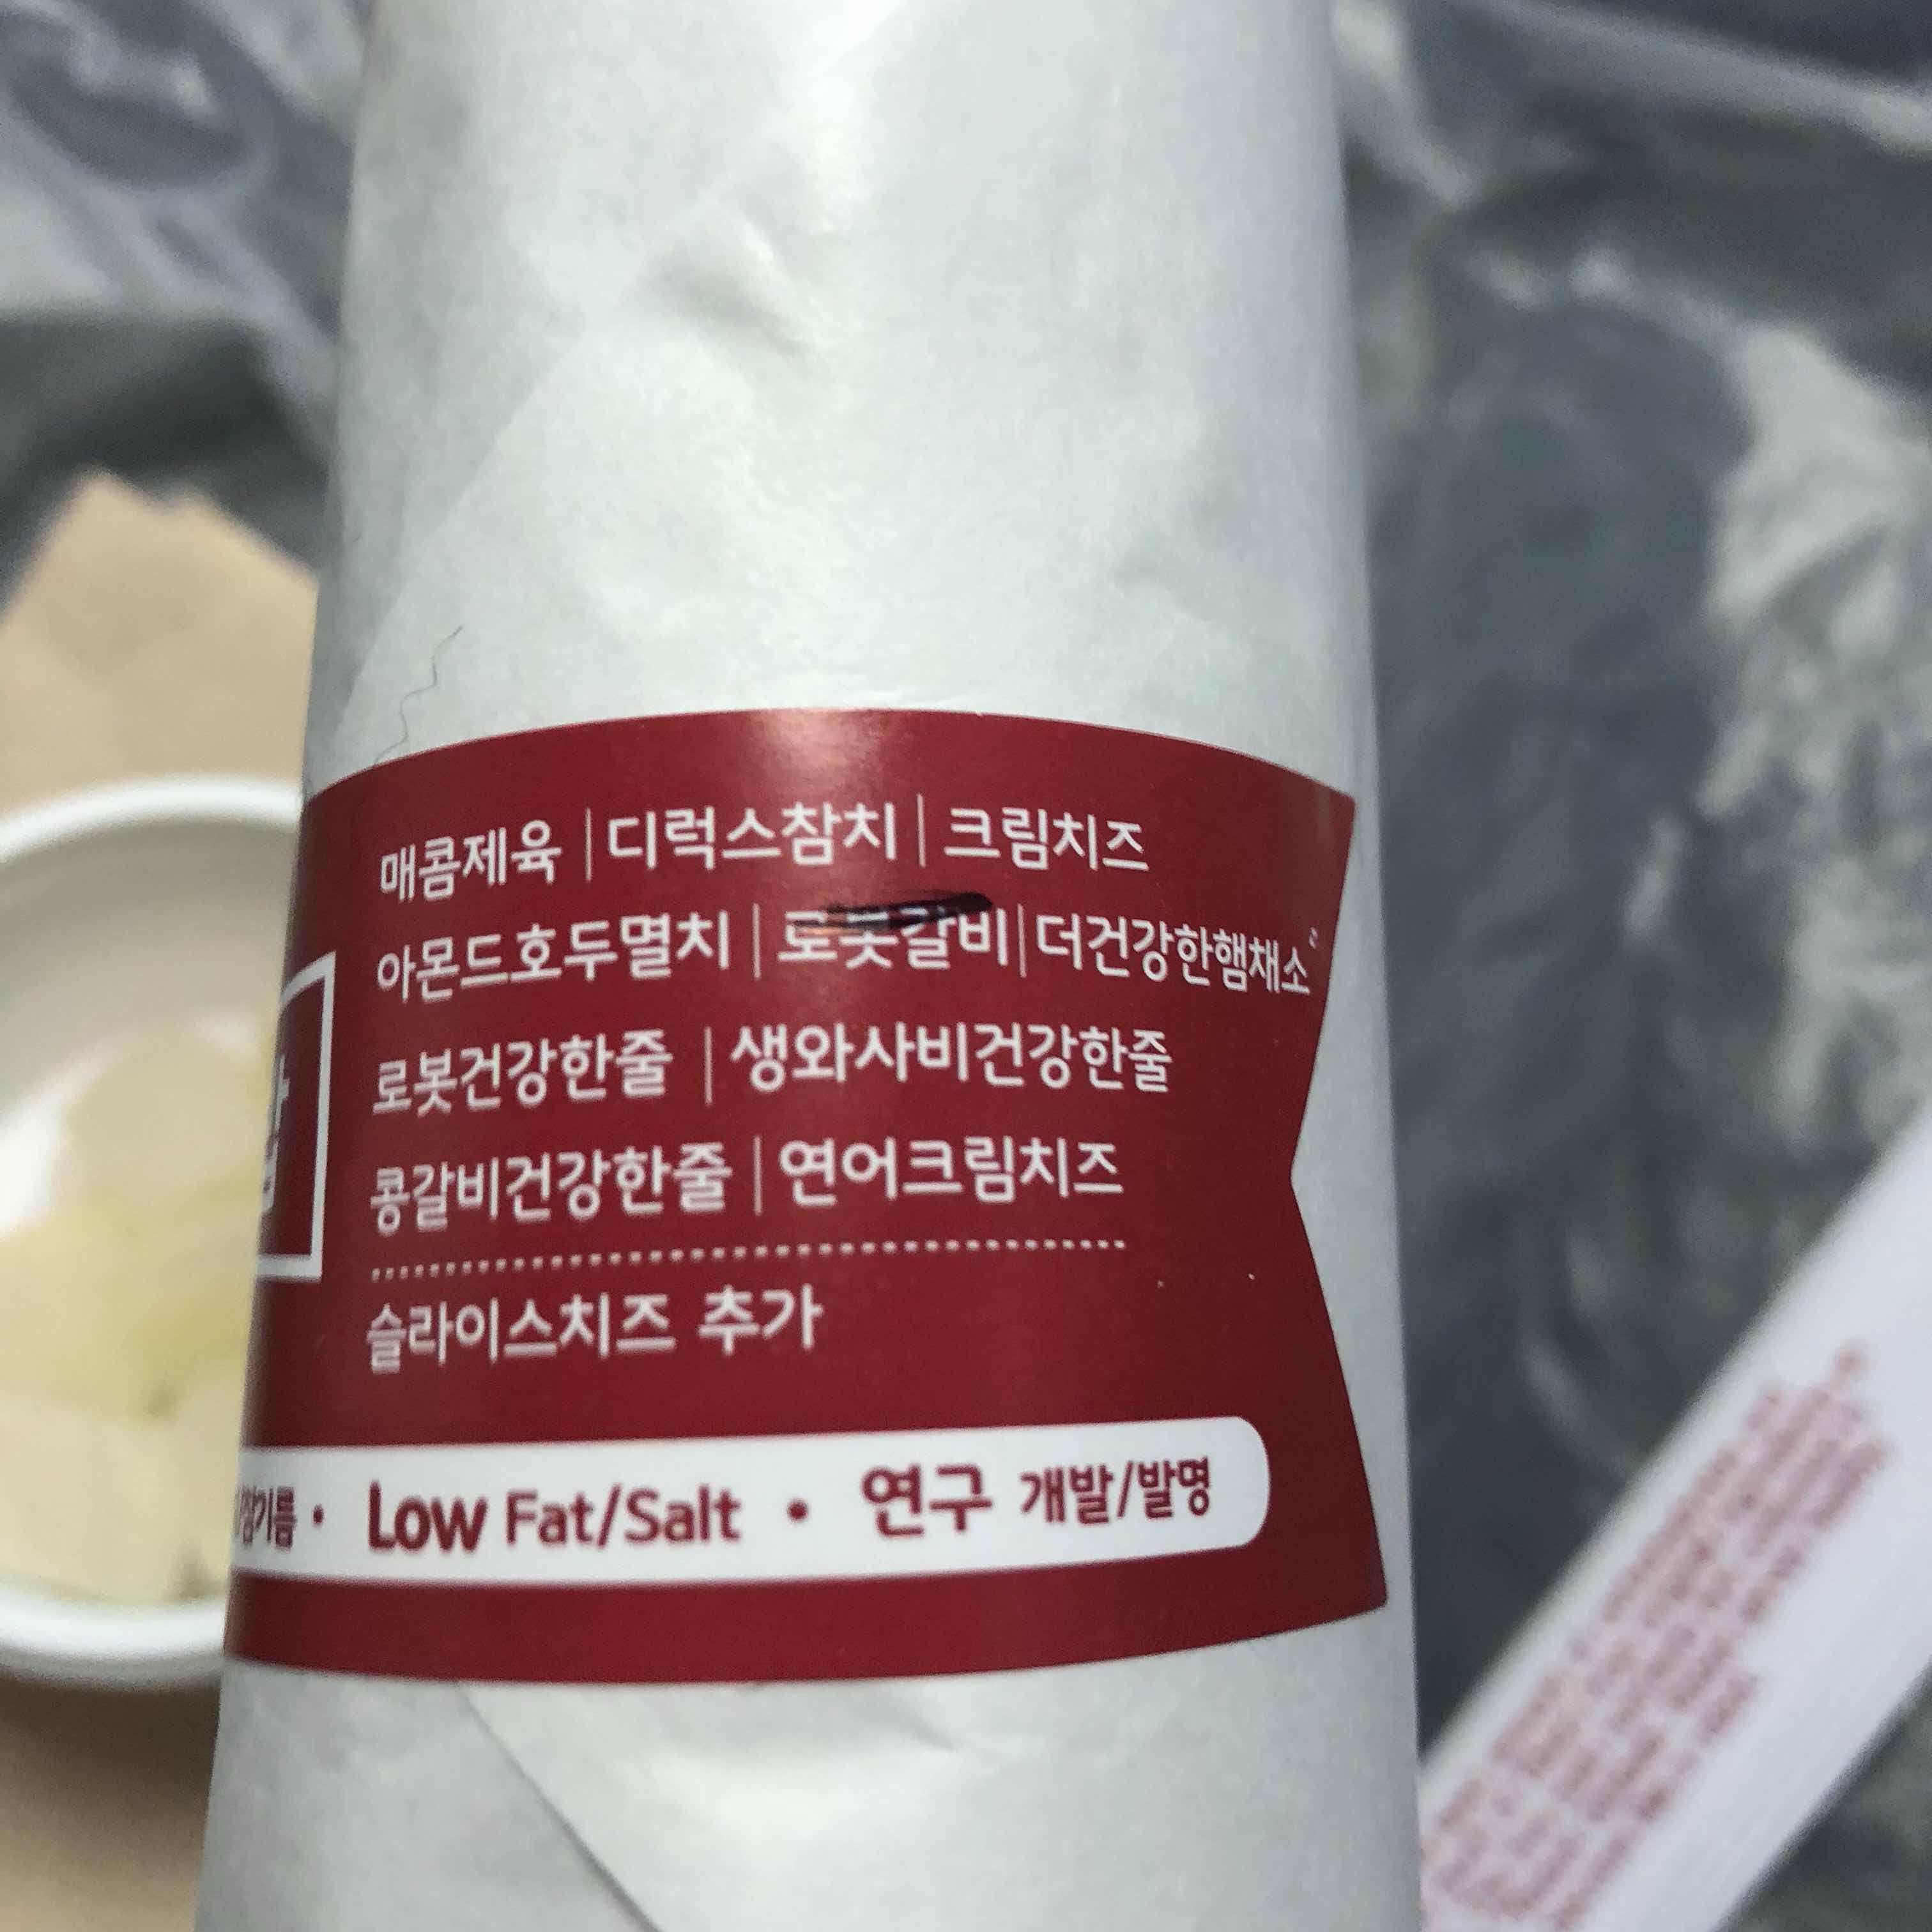 매콤제육 | 디럭스참치 | 크림치즈
아몬드호두멸치 | 로봇갈비 | 더건강한햄채소
로봇건강한줄 | 생와사비건강한줄
콩갈비건강한줄 | 연어크림치즈
슬라이스치즈 추가
참기름 • Low Fat/Salt • 연구 개발/발명